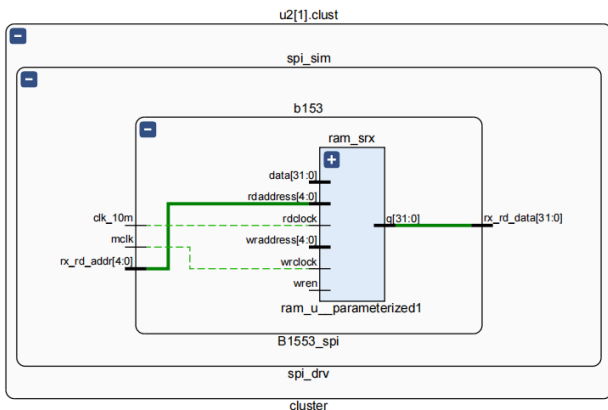 u2[1].clust
spi_sim
b153
ram_srx
data[31:0]
rdaddress[4:0]
clk_10m
rdclock
q[31:0]
rx_rd_data[31:0]
mclk
wraddress[4:0]
rx_rd_addr[4:0]
wrclock
wren
ram_u__parameterized1
B1553_spi
spi_drv
cluster